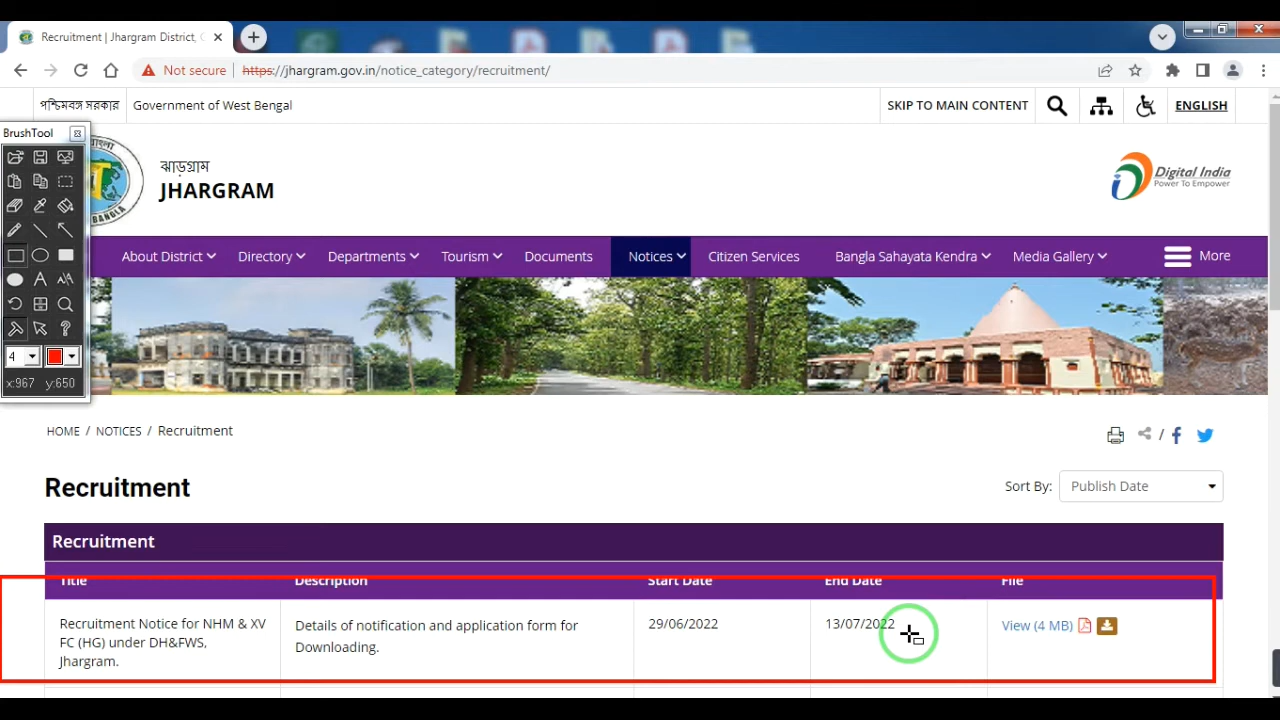 Recruitment | Jhargram District, G
Not secure
https://jhargram.gov.in/notice_category/recruitment/
পশ্চিমবঙ্গ সরকার
Government of West Bengal
SKIP TO MAIN CONTENT
ENGLISH
BrushTool
ঝাড়গ্রাম
JHARGRAM
Digital India
Power To Empower
About District
Directory
Departments
Tourism
Documents
Notices
Citizen Services
Bangla Sahayata Kendra
Media Gallery
More
4
x:967 y:650
HOME / NOTICES / Recruitment
Recruitment
Sort By: Publish Date
Recruitment
Title Description Start Date End Date File
Recruitment Notice for NHM & XV
FC (HG) under DH&FWS,
Jhargram.
Details of notification and application form for
Downloading.
29/06/2022
13/07/2022
View (4 MB)